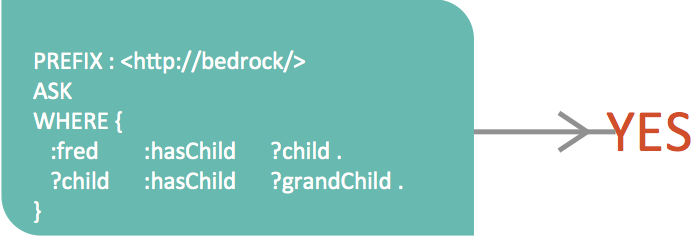 PREFIX : <http://bedrock/>
ASK
WHERE {
:fred :hasChild ?child .
?child :hasChild ?grandChild .
}
YES